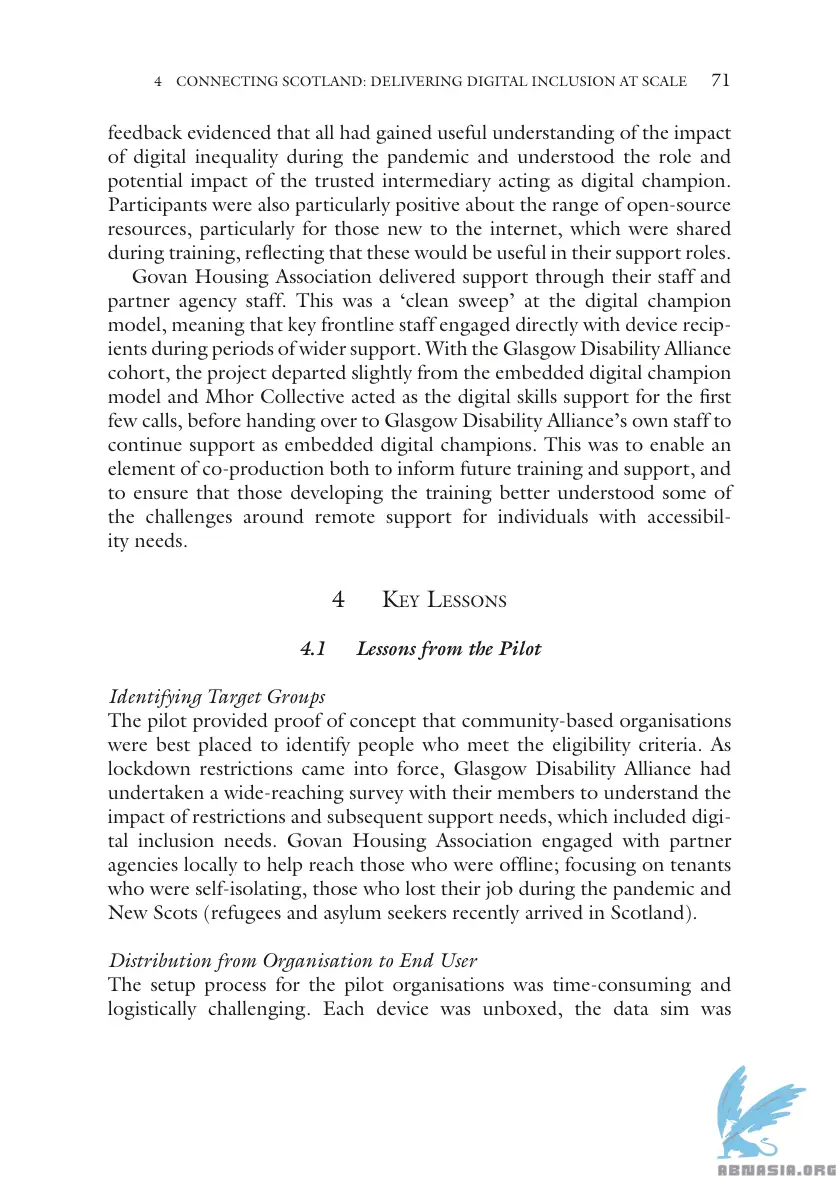 4 CONNECTING SCOTLAND: DELIVERING DIGITAL INCLUSION AT SCALE 71
feedback evidenced that all had gained useful understanding of the impact
of digital inequality during the pandemic and understood the role and
potential impact of the trusted intermediary acting as digital champion.
Participants were also particularly positive about the range of open-source
resources, particularly for those new to the internet, which were shared
during training, reflecting that these would be useful in their support roles.
Govan Housing Association delivered support through their staff and
partner agency staff. This was a ‘clean sweep’ at the digital champion
model, meaning that key frontline staff engaged directly with device recip-
ients during periods of wider support. With the Glasgow Disability Alliance
cohort, the project departed slightly from the embedded digital champion
model and Mhor Collective acted as the digital skills support for the first
few calls, before handing over to Glasgow Disability Alliance’s own staff to
continue support as embedded digital champions. This was to enable an
element of co-production both to inform future training and support, and
to ensure that those developing the training better understood some of
the challenges around remote support for individuals with accessibil-
ity needs.
4 Key Lessons
4.1 Lessons from the Pilot
Identifying Target Groups
The pilot provided proof of concept that community-based organisations
were best placed to identify people who meet the eligibility criteria. As
lockdown restrictions came into force, Glasgow Disability Alliance had
undertaken a wide-reaching survey with their members to understand the
impact of restrictions and subsequent support needs, which included digi-
tal inclusion needs. Govan Housing Association engaged with partner
agencies locally to help reach those who were offline; focusing on tenants
who were self-isolating, those who lost their job during the pandemic and
New Scots (refugees and asylum seekers recently arrived in Scotland).
Distribution from Organisation to End User
The setup process for the pilot organisations was time-consuming and
logistically challenging. Each device was unboxed, the data sim was
ABNASIA.ORG